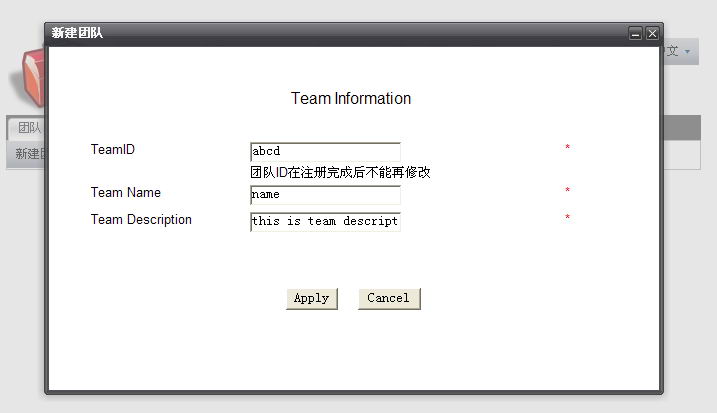 新建团队
中文
团队
新建团
Team Information
TeamID
abcd
*
团队ID在注册完成后不能再修改
Team Name
name
*
Team Description
this is team descript
*
Apply
Cancel